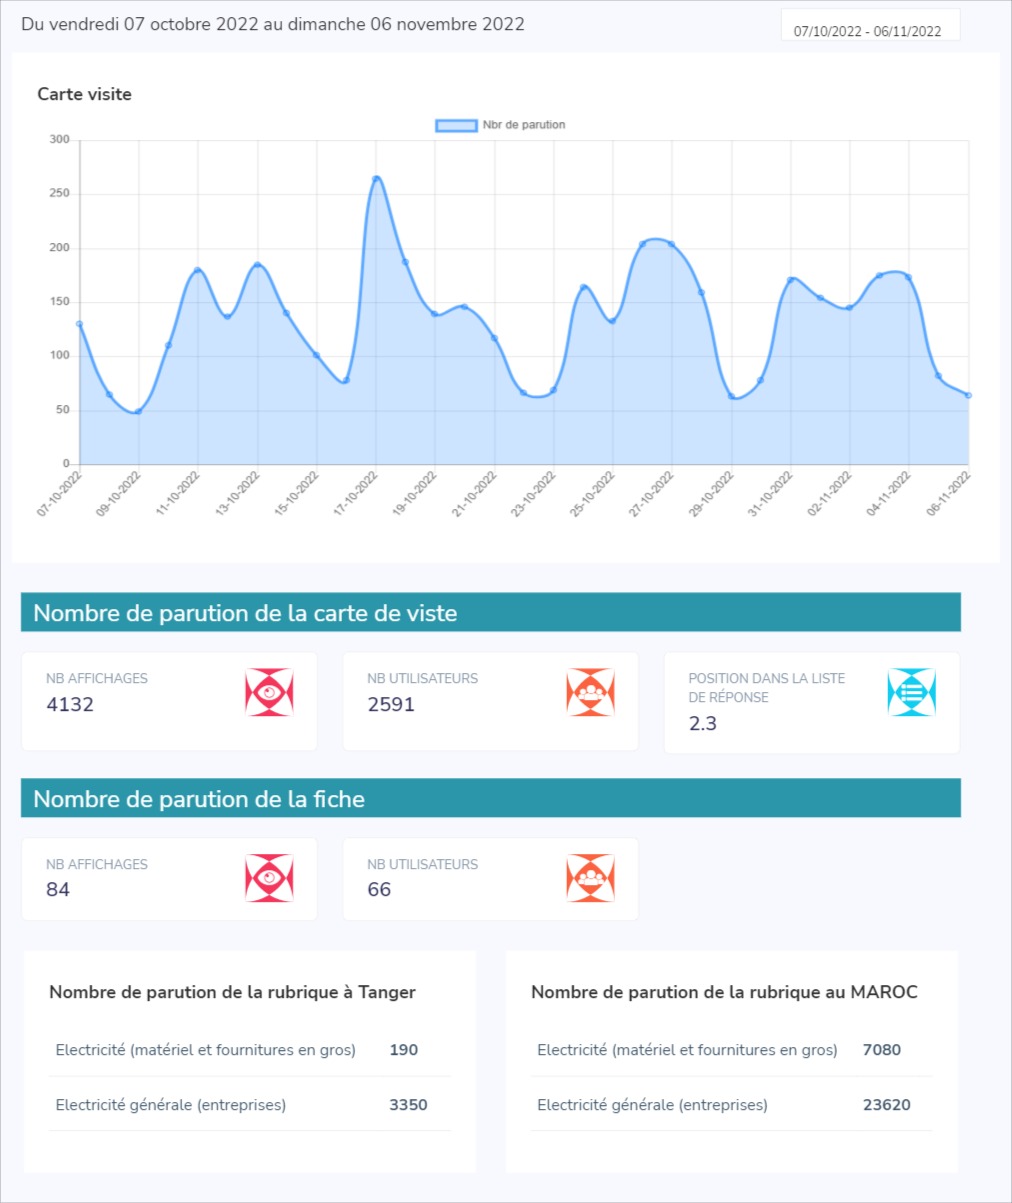 Du vendredi 07 octobre 2022 au dimanche 06 novembre 2022
07/10/2022 - 06/11/2022
Carte visite
Nbr de parution
300
250
200
150
100
50
0
07-10-2022
09-10-2022
11-10-2022
13-10-2022
15-10-2022
17-10-2022
19-10-2022
21-10-2022
23-10-2022
25-10-2022
27-10-2022
29-10-2022
31-10-2022
02-11-2022
04-11-2022
06-11-2022
Nombre de parution de la carte de viste
NB AFFICHAGES
4132
NB UTILISATEURS
2591
POSITION DANS LA LISTE
DE RÉPONSE
2.3
Nombre de parution de la fiche
NB AFFICHAGES
84
NB UTILISATEURS
66
Nombre de parution de la rubrique à Tanger
Electricité (matériel et fournitures en gros) 190
Electricité générale (entreprises) 3350
Nombre de parution de la rubrique au MAROC
Electricité (matériel et fournitures en gros) 7080
Electricité générale (entreprises) 23620